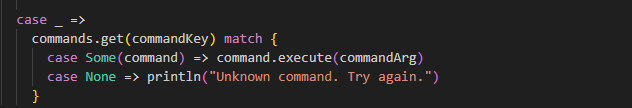 case _ =>
  commands.get(commandKey) match {
    case Some(command) => command.execute(commandArg)
    case None => println("Unknown command. Try again.")
  }